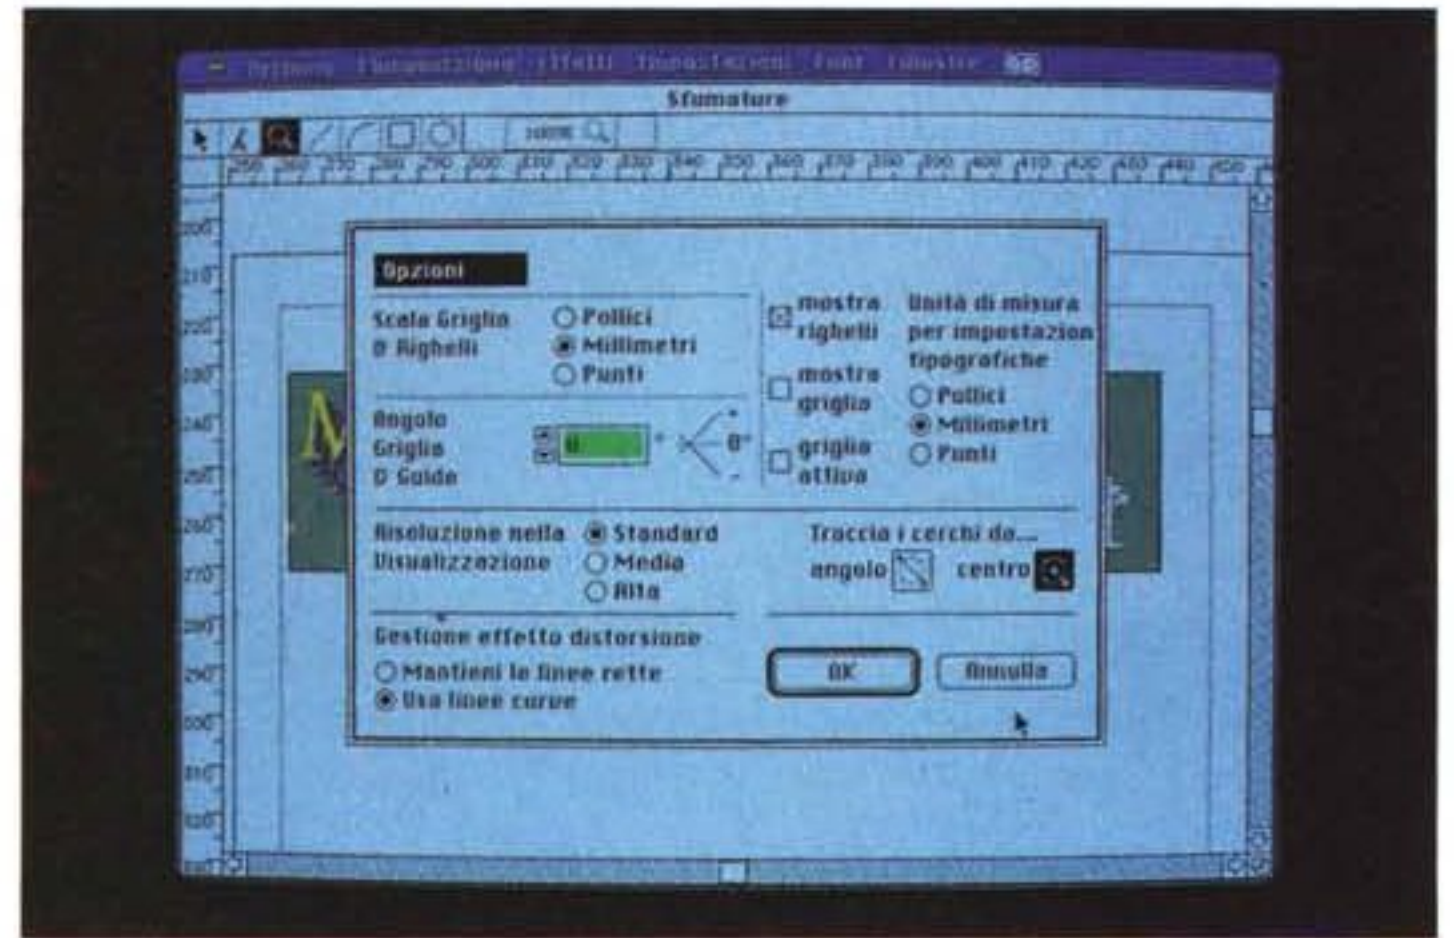 Sfumature
Opzioni
Scala Griglia
O Righelli
Pollici
Millimetri
Punti
Angolo
Griglia
O Guide
0
°
+
0°
-
mostra
righelli
mostra
griglia
griglia
attiva
Unità di misura
per impostazion
tipografiche
Pollici
Millimetri
Punti
Risoluzione nella
Visualizzazione
Standard
Media
Alta
Traccia i cerchi da...
angolo
centro
Gestione effetto distorsione
Mantieni le linee rette
Usa linee curve
OK
Annulla